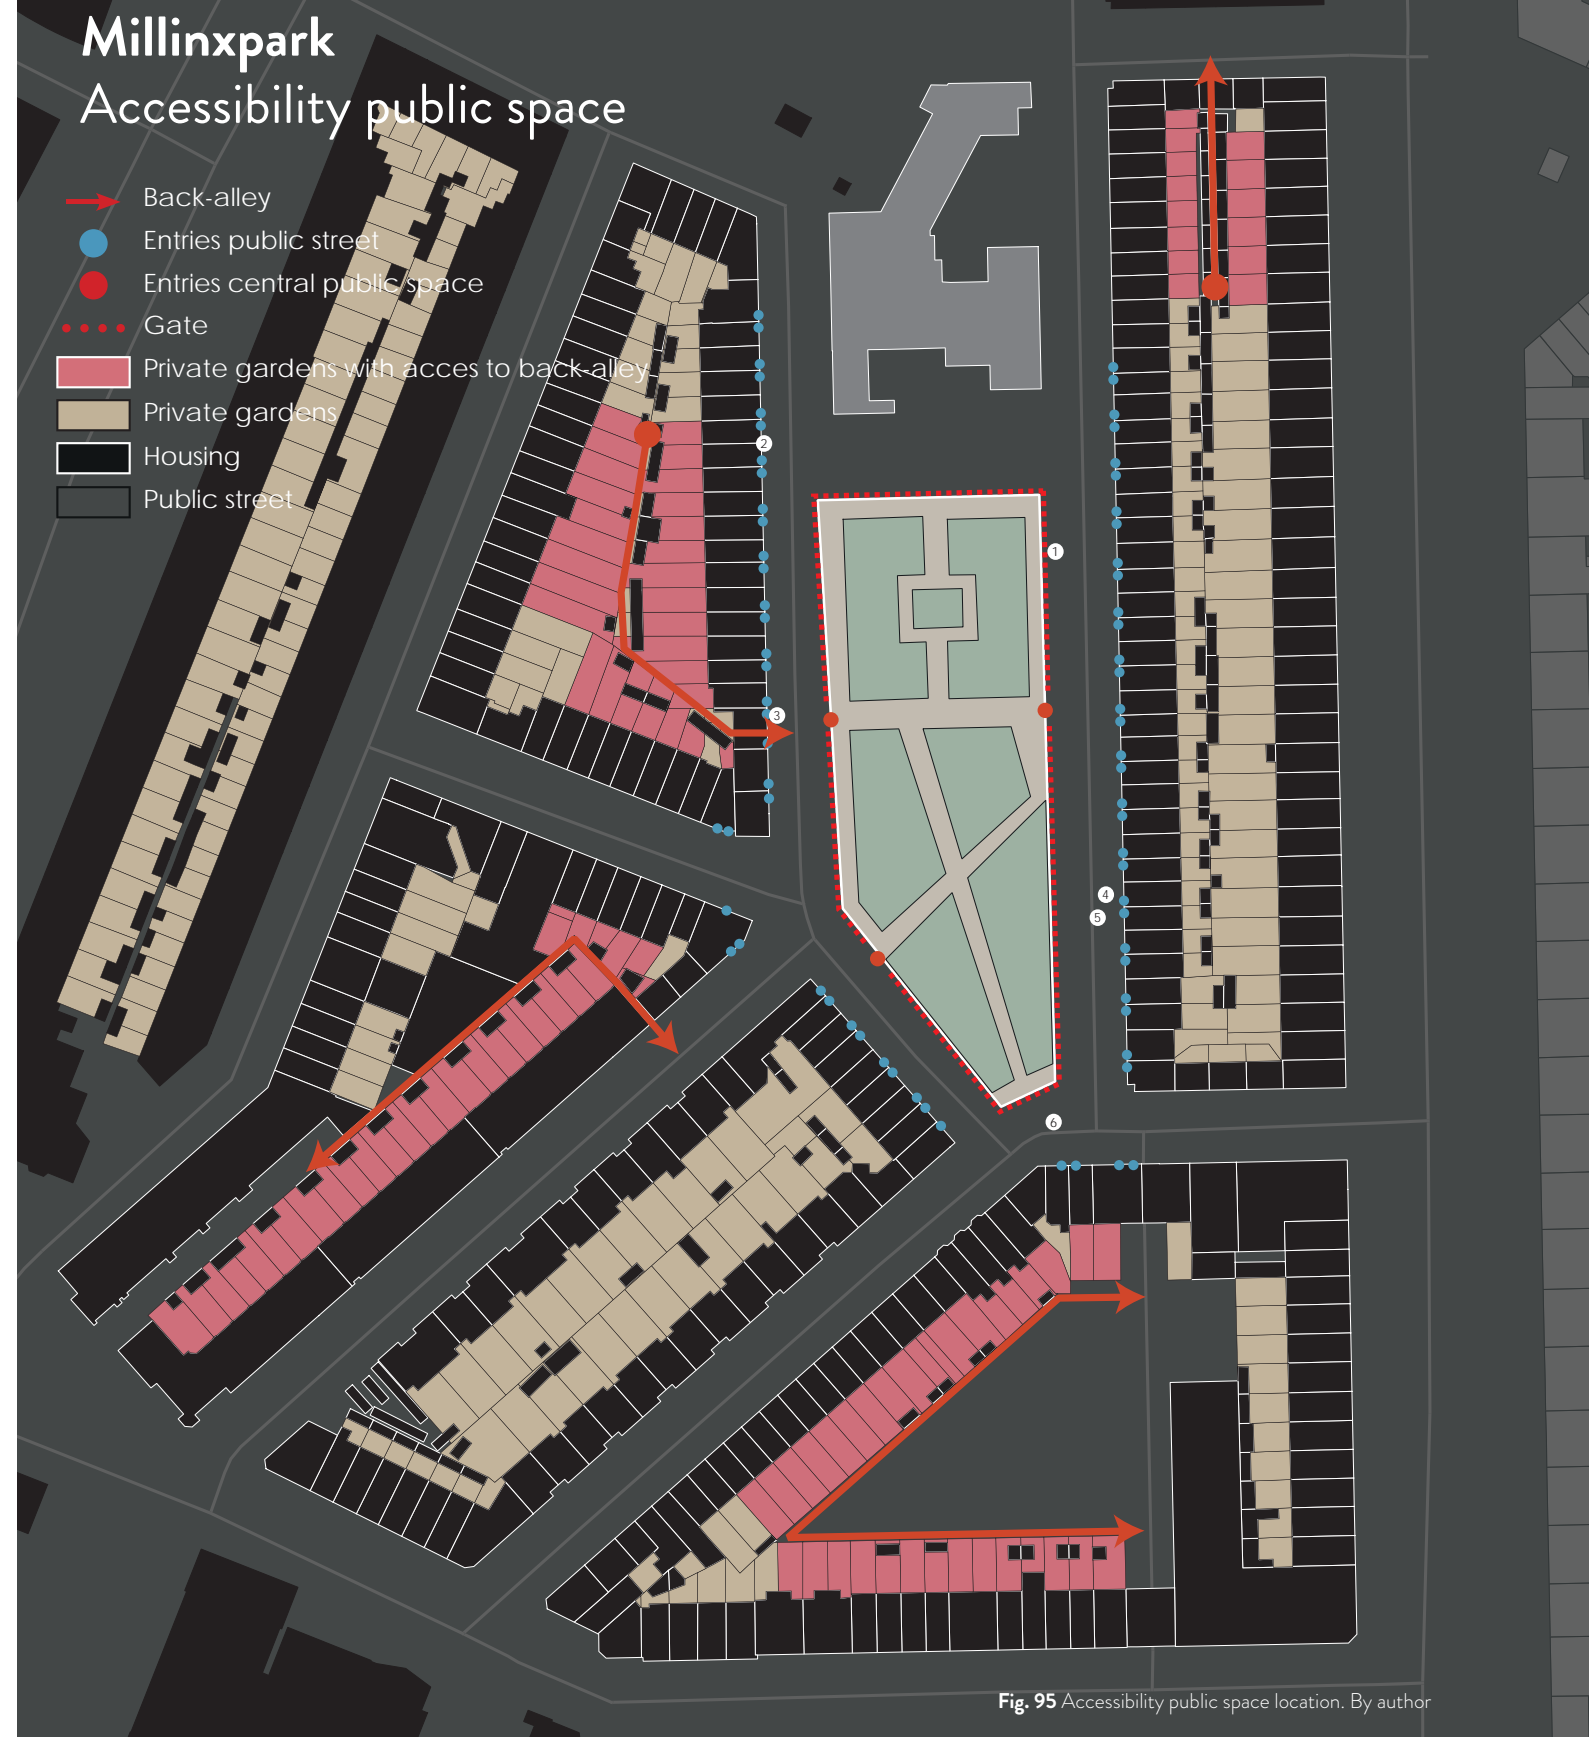 Millinxpark
Accessibility public space
Back-alley
Entries public street
Entries central public space
Gate
Private gardens with acces to back-alley
Private gardens
Housing
Public street
2
1
3
4
5
6
Fig. 95 Accessibility public space location. By author